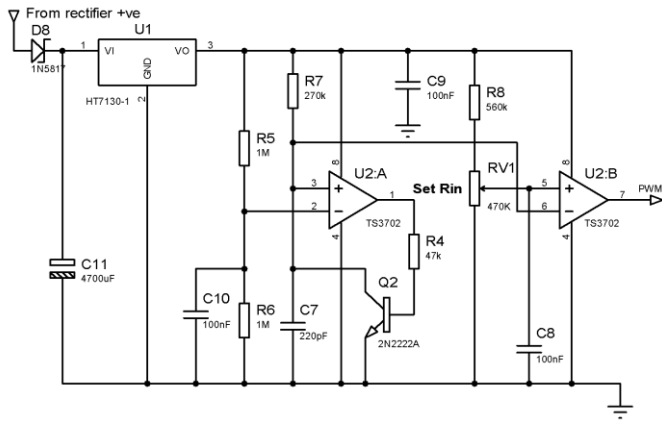 From rectifier +ve
D8
1N5817
U1
1
VI
VO
3
GND
2
HT7130-1
R7
270k
C9
100nF
R8
560k
R5
1M
8
U2:A
3
2
1
4
TS3702
Set Rin
RV1
470K
8
U2:B
5
6
7
PWM
4
TS3702
R4
47k
C11
4700uF
C10
100nF
R6
1M
C7
220pF
Q2
2N2222A
C8
100nF